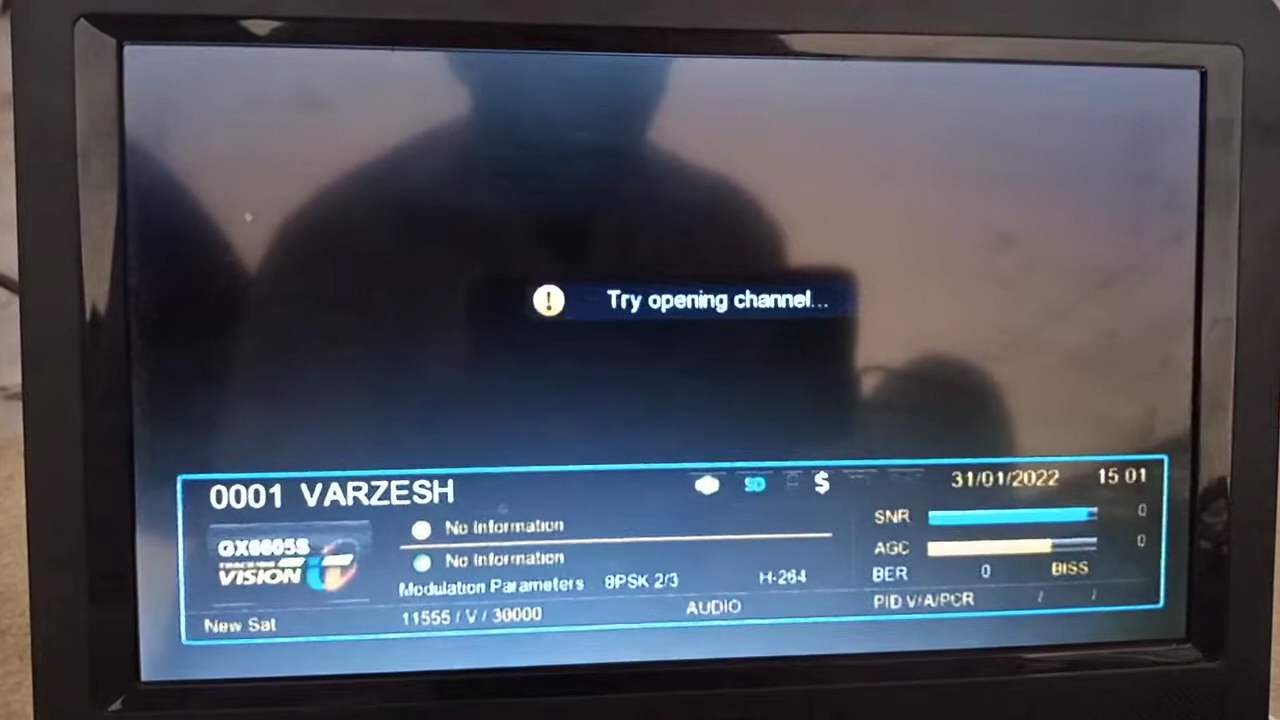 Try opening channel...
0001 VARZESH
SD $ 31/01/2022 15 01
No Information
SNR 0
GX6605S
VISION
No Information
AGC 0
Modulation Parameters 8PSK 2/3 H-264
BER 0 BISS
New Sat 11555 / V / 30000 AUDIO
PID V/A/PCR / /